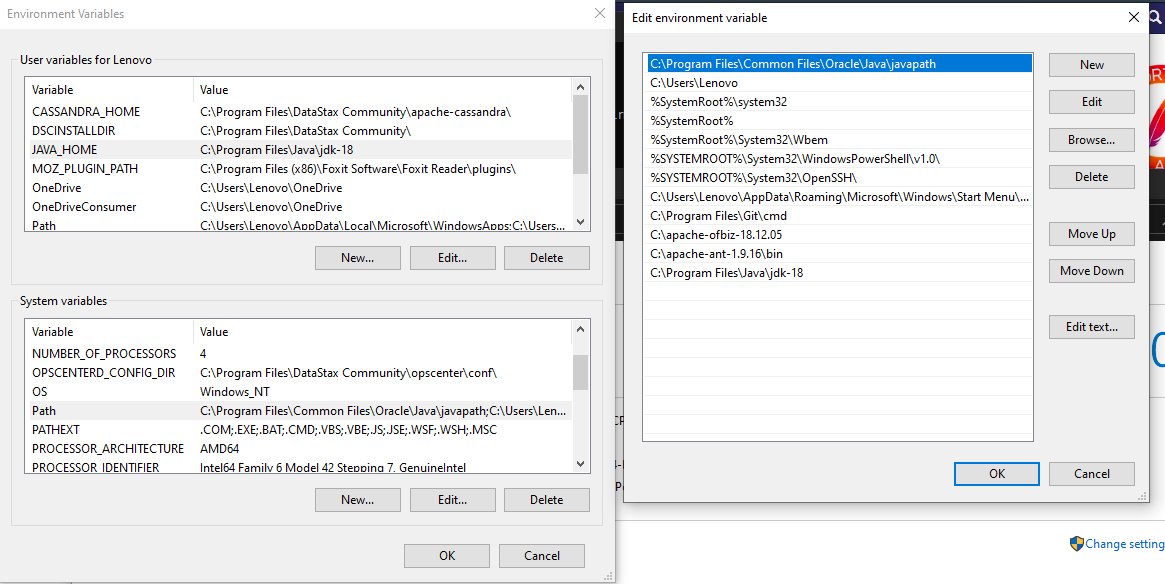 Environment Variables
User variables for Lenovo
Variable Value
CASSANDRA_HOME C:\Program Files\DataStax Community\apache-cassandra\
DSCINSTALLDIR C:\Program Files\DataStax Community\
JAVA_HOME C:\Program Files\Java\jdk-18
MOZ_PLUGIN_PATH C:\Program Files (x86)\Foxit Software\Foxit Reader\plugins\
OneDrive C:\Users\Lenovo\OneDrive
OneDriveConsumer C:\Users\Lenovo\OneDrive
Path C:\Users\Lenovo\AppData\Local\Microsoft\WindowsApps;C:\Users...
New... Edit... Delete
System variables
Variable Value
NUMBER_OF_PROCESSORS 4
OPSCENTERD_CONFIG_DIR C:\Program Files\DataStax Community\opscenter\conf\
OS Windows_NT
Path C:\Program Files\Common Files\Oracle\Java\javapath;C:\Users\Len...
PATHEXT .COM;.EXE;.BAT;.CMD;.VBS;.VBE;.JS;.JSE;.WSF;.WSH;.MSC
PROCESSOR_ARCHITECTURE AMD64
PROCESSOR_IDENTIFIER Intel64 Family 6 Model 42 Stepping 7, GenuineIntel
New... Edit... Delete
OK Cancel
Edit environment variable
C:\Program Files\Common Files\Oracle\Java\javapath
C:\Users\Lenovo
%SystemRoot%\system32
%SystemRoot%
%SystemRoot%\System32\Wbem
%SYSTEMROOT%\System32\WindowsPowerShell\v1.0\
%SYSTEMROOT%\System32\OpenSSH\
C:\Users\Lenovo\AppData\Roaming\Microsoft\Windows\Start Menu\...
C:\Program Files\Git\cmd
C:\apache-ofbiz-18.12.05
C:\apache-ant-1.9.16\bin
C:\Program Files\Java\jdk-18
New
Edit
Browse...
Delete
Move Up
Move Down
Edit text...
OK Cancel
Change setting